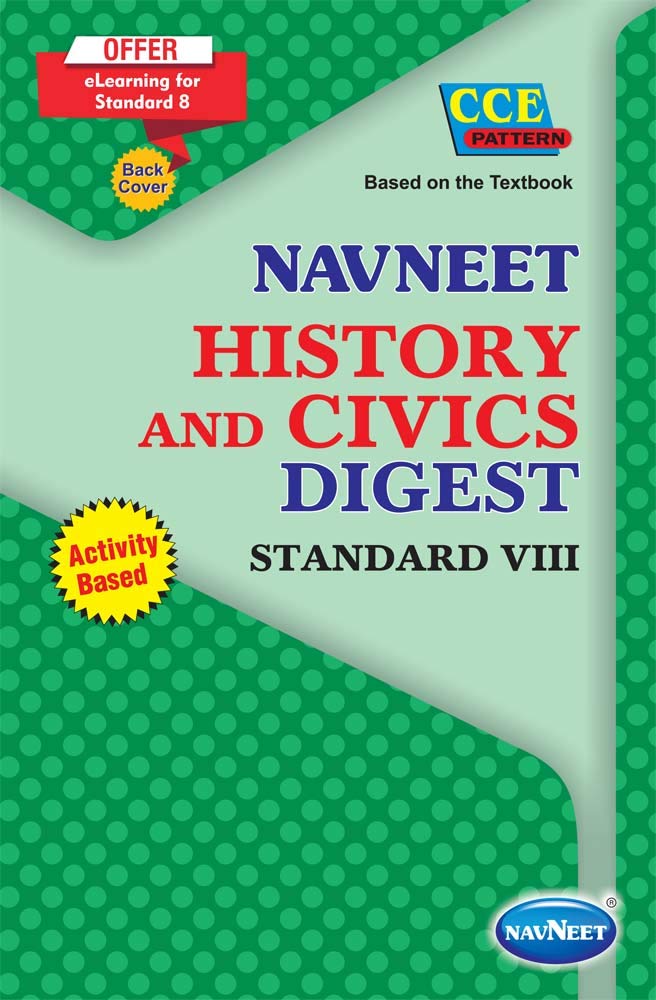 OFFER
eLearning for
Standard 8
Back
Cover
CCE
PATTERN
Based on the Textbook
NAVNEET
HISTORY
AND CIVICS
DIGEST
STANDARD VIII
Activity
Based
NAVNEET®